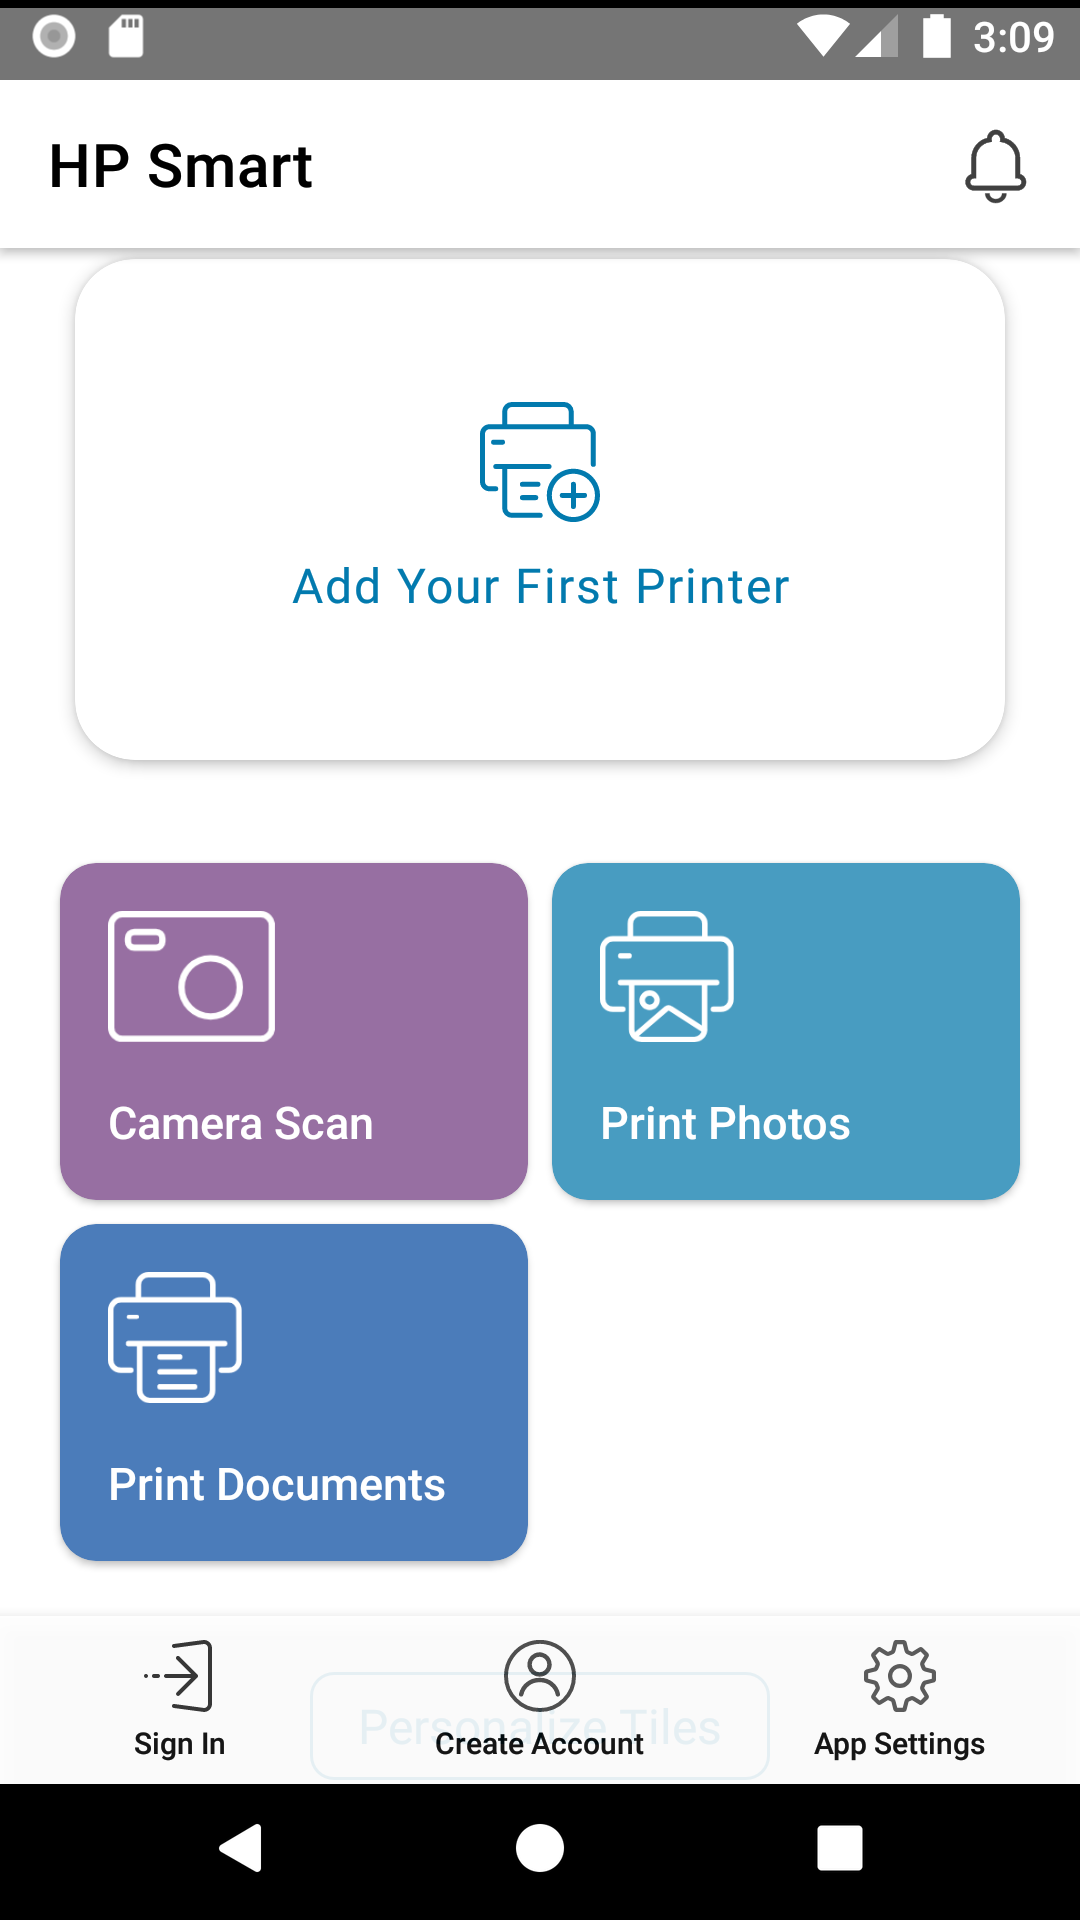 3:09
HP Smart
Add Your First Printer
Camera Scan
Print Photos
Print Documents
Personalize Tiles
Sign In
Create Account
App Settings